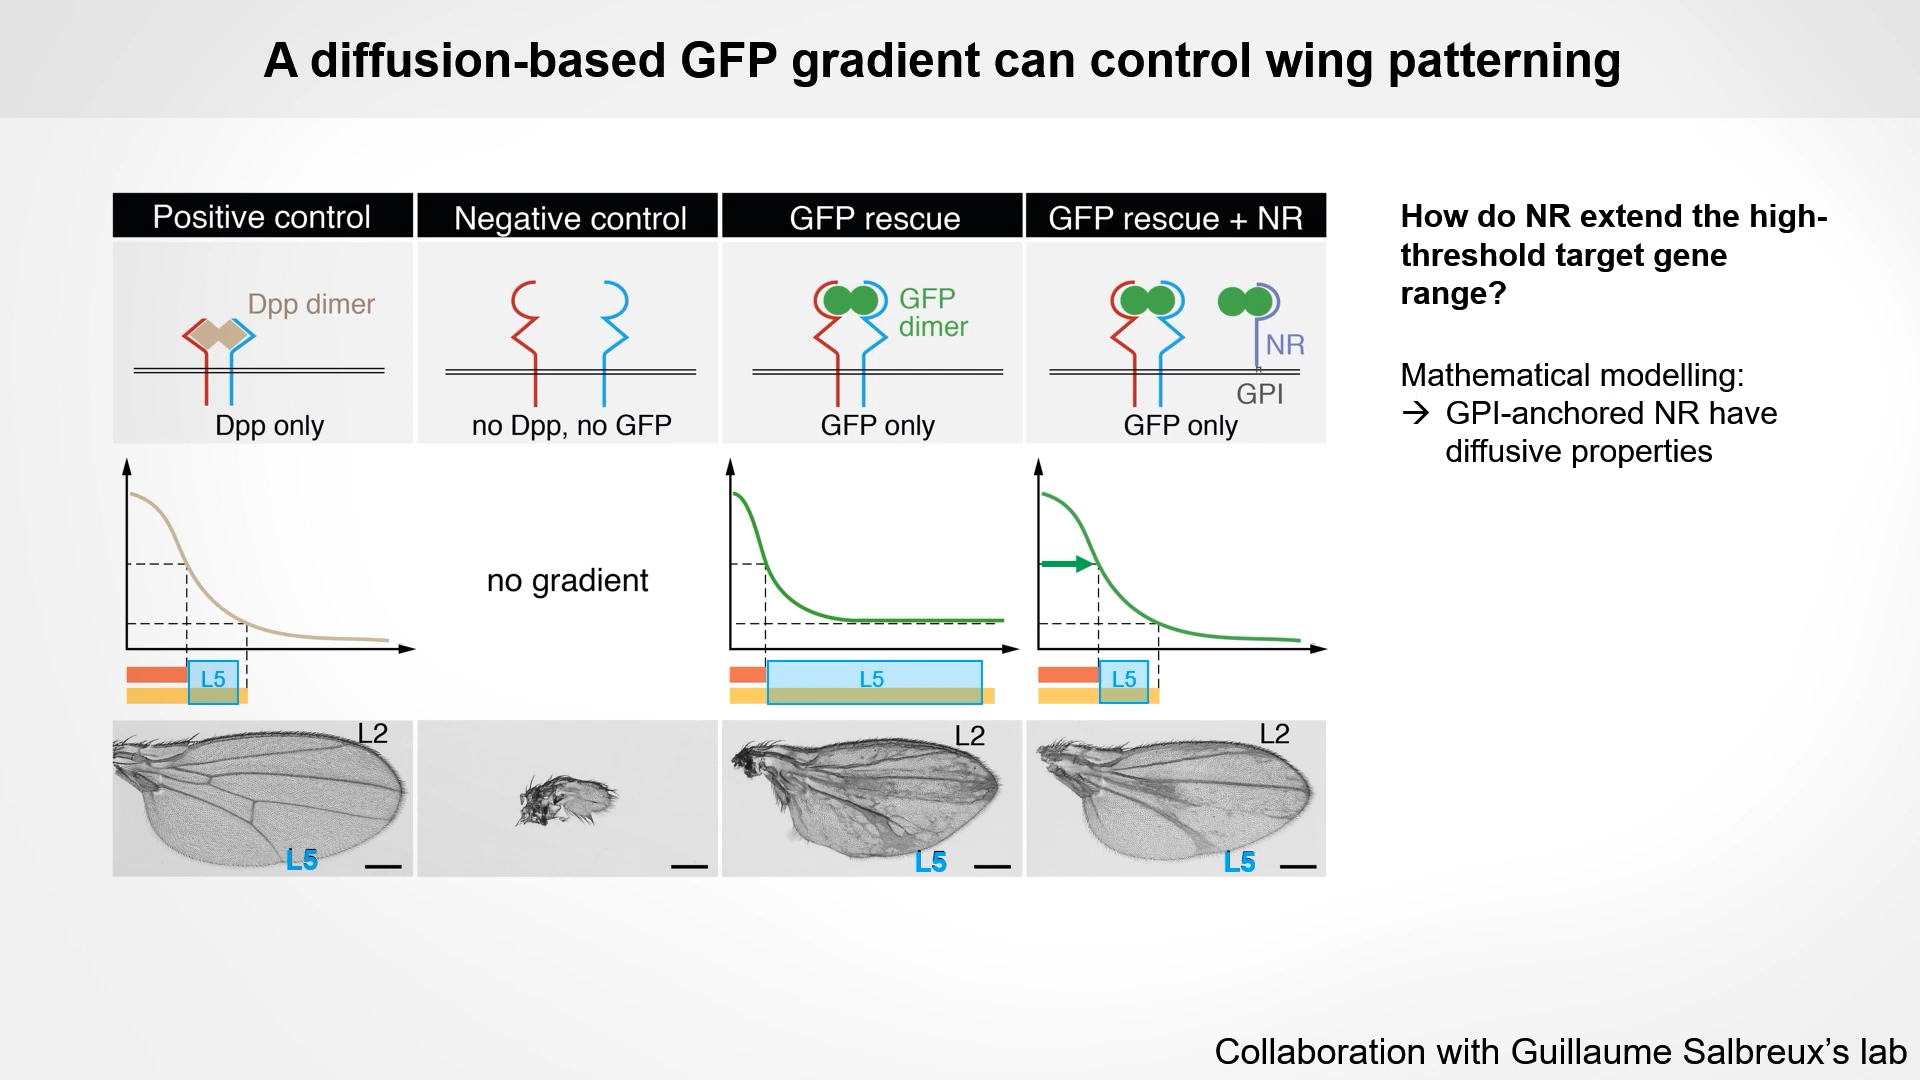 A diffusion-based GFP gradient can control wing patterning
Positive control
Negative control
GFP rescue
GFP rescue + NR
Dpp dimer
Dpp only
no Dpp, no GFP
GFP
dimer
GFP only
NR
GPI
GFP only
no gradient
L5
L5
L5
L2
L5
L2
L5
L2
L5
How do NR extend the high-
threshold target gene
range?
Mathematical modelling:
→ GPI-anchored NR have
diffusive properties
Collaboration with Guillaume Salbreux’s lab